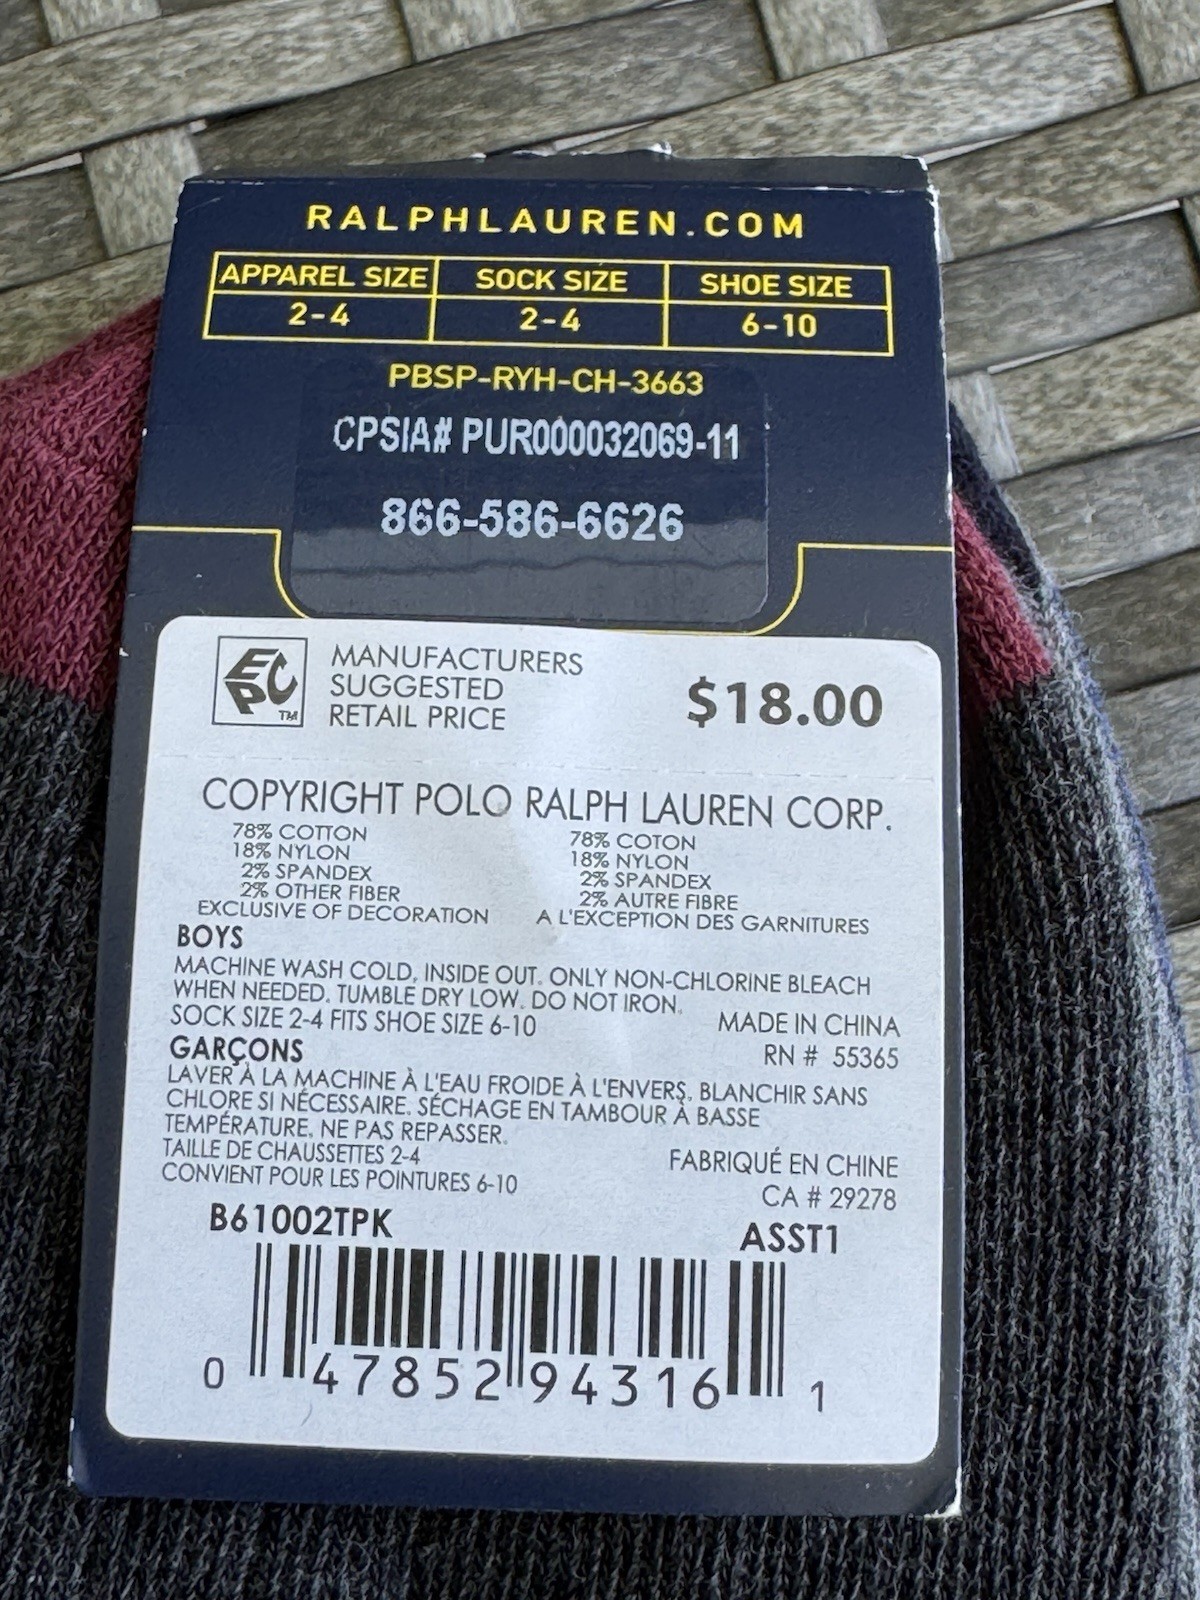 RALPHLAUREN.COM
APPAREL SIZE SOCK SIZE SHOE SIZE
2-4 2-4 6-10
PBSP-RYH-CH-3663
CPSIA# PUR000032069-11
866-586-6626
EPC TM
MANUFACTURERS
SUGGESTED
RETAIL PRICE
$18.00
COPYRIGHT POLO RALPH LAUREN CORP.
78% COTTON 78% COTON
18% NYLON 18% NYLON
2% SPANDEX 2% SPANDEX
2% OTHER FIBER 2% AUTRE FIBRE
EXCLUSIVE OF DECORATION A L'EXCEPTION DES GARNITURES
BOYS
MACHINE WASH COLD, INSIDE OUT. ONLY NON-CHLORINE BLEACH
WHEN NEEDED. TUMBLE DRY LOW. DO NOT IRON.
SOCK SIZE 2-4 FITS SHOE SIZE 6-10
MADE IN CHINA
RN # 55365
GARÇONS
LAVER À LA MACHINE À L'EAU FROIDE À L'ENVERS. BLANCHIR SANS
CHLORE SI NÉCESSAIRE. SÉCHAGE EN TAMBOUR À BASSE
TEMPÉRATURE. NE PAS REPASSER.
TAILLE DE CHAUSSETTES 2-4
CONVIENT POUR LES POINTURES 6-10
FABRIQUÉ EN CHINE
CA # 29278
B61002TPK ASST1
0 47852 94316 1